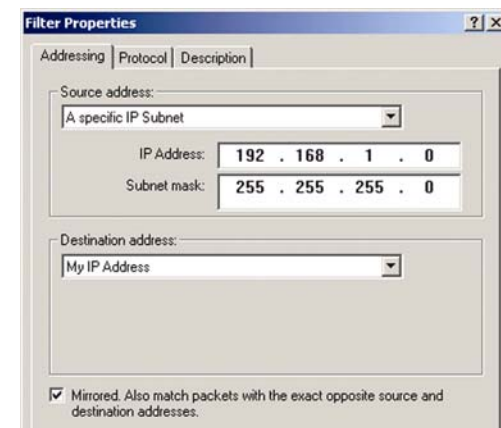 Filter Properties
Addressing Protocol Description
Source address:
A specific IP Subnet
IP Address: 192 . 168 . 1 . 0
Subnet mask: 255 . 255 . 255 . 0
Destination address:
My IP Address
Mirrored. Also match packets with the exact opposite source and
destination addresses.